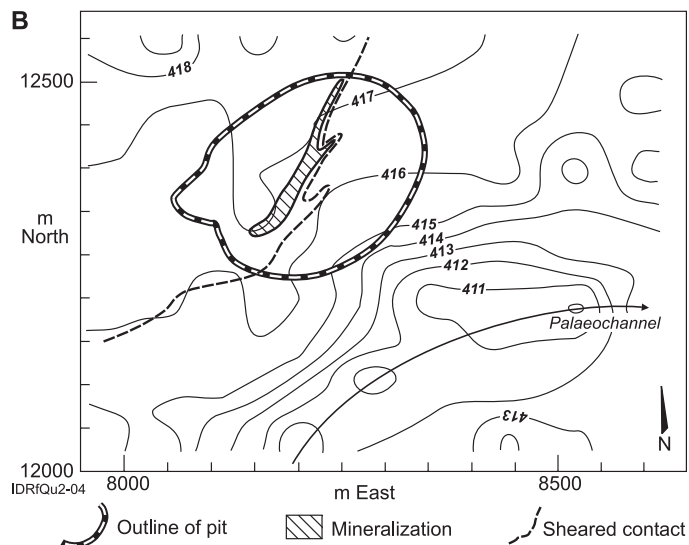 B
418
12500
417
416
m
North
415
414
413
412
411
Palaeochannel
413
N
12000
IDRfQu2-04
8000
m East
8500
Outline of pit
Mineralization
Sheared contact